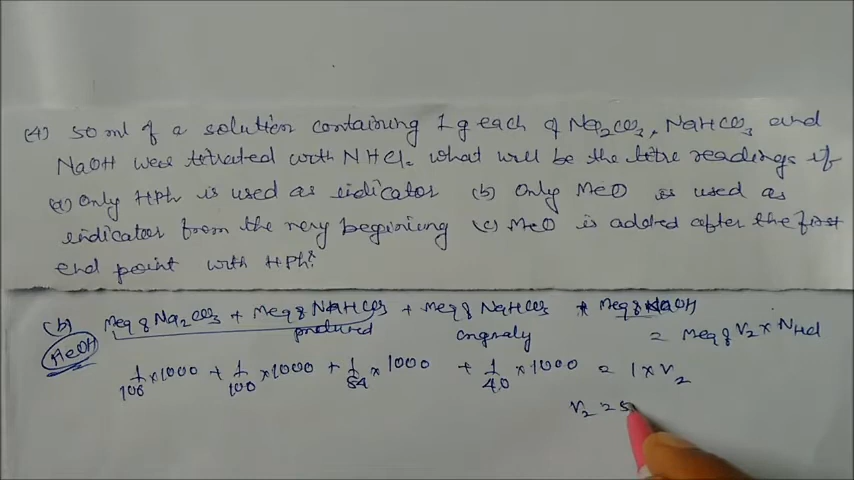 (4) 50 ml of a solution containing 1g each of Na2CO3, NaHCO3 and
NaOH were titrated with NHCl. what will be the titre readings if
(a) Only HPh is used as indicator (b) Only MeO is used as
indicator from the very beginning (c) MeO is added after the first
end point with HPh?
(b) Meq of Na2CO3 + Meq of NaHCO3 + Meq of NaHCO3 + Meq of NaOH
produced orignaly = Meq of V2 × NHCl
MeOH
1/106 × 1000 + 1/100 × 1000 + 1/84 × 1000 + 1/40 × 1000 = 1 × V2
V2 = 5